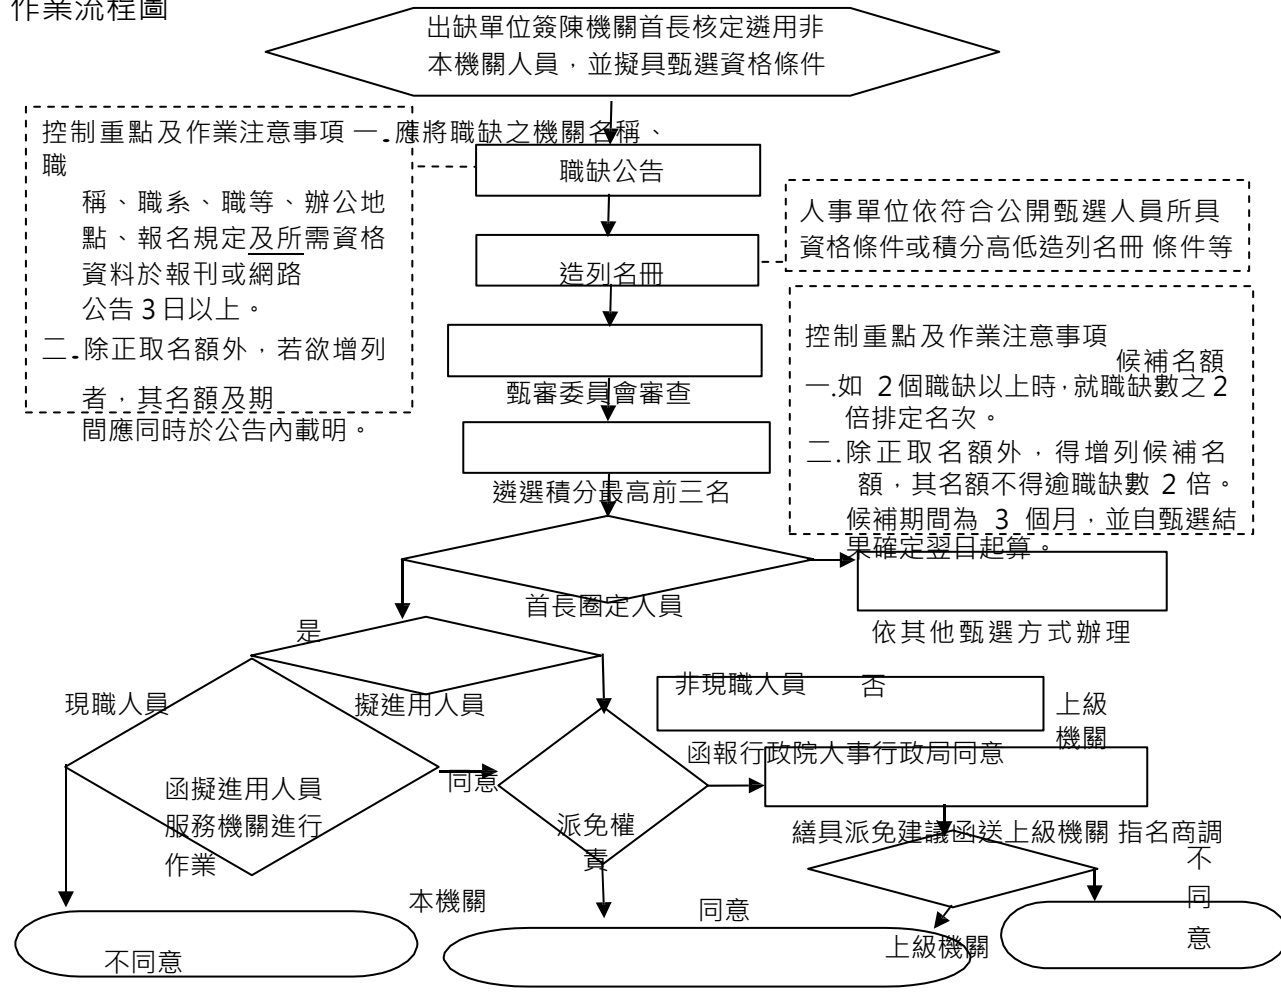 作業流程圖
出缺單位簽陳機關首長核定遴用非
本機關人員，並擬具甄選資格條件
控制重點及作業注意事項 一.應將職缺之機關名稱、
職
稱、職系、職等、辦公地
點、報名規定及所需資格
資料於報刊或網路
公告 3 日以上。
二.除正取名額外，若欲增列
者，其名額及期
間應同時於公告內載明。
職缺公告
造列名冊
人事單位依符合公開甄選人員所具
資格條件或積分高低造列名冊 條件等
甄審委員會審查
遴選積分最高前三名
控制重點及作業注意事項
候補名額
一.如 2 個職缺以上時，就職缺數之 2
倍排定名次。
二.除正取名額外，得增列候補名
額，其名額不得逾職缺數 2 倍。
候補期間為 3 個月，並自甄選結
果確定翌日起算。
首長圈定人員
依其他甄選方式辦理
是
現職人員
擬進用人員
非現職人員 否
上級
機關
函報行政院人事行政局同意
函擬進用人員
服務機關進行
作業
同意
派免權
責
繕具派免建議函送上級機關 指名商調
不
同
意
本機關
同意
上級機關
不同意